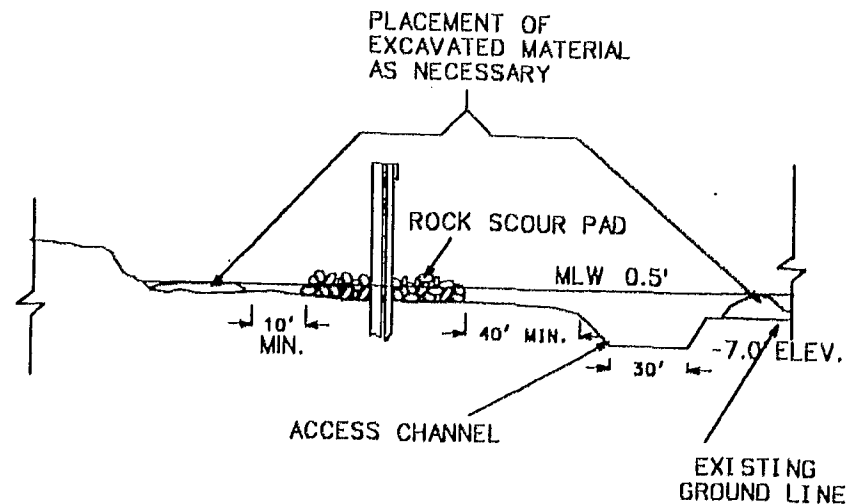 PLACEMENT OF
EXCAVATED MATERIAL
AS NECESSARY
ROCK SCOUR PAD
MLW 0.5'
10'
MIN.
40' MIN.
30'
-7.0' ELEV.
ACCESS CHANNEL
EXISTING
GROUND LINE